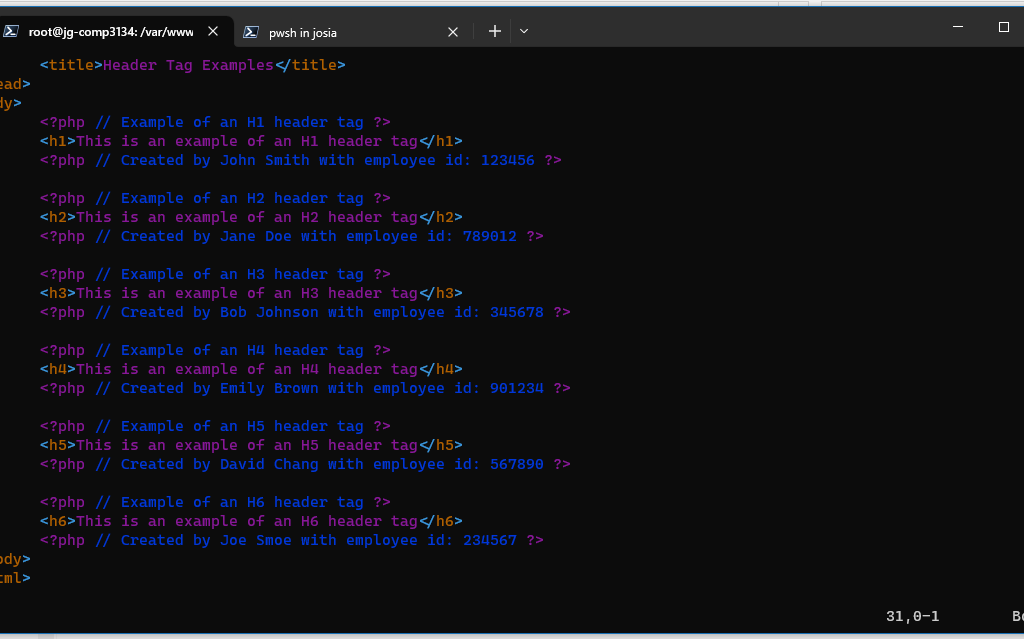 root@jg-comp3134: /var/www
pwsh in josia
<title>Header Tag Examples</title>
ead>
dy>
<?php // Example of an H1 header tag ?>
<h1>This is an example of an H1 header tag</h1>
<?php // Created by John Smith with employee id: 123456 ?>
<?php // Example of an H2 header tag ?>
<h2>This is an example of an H2 header tag</h2>
<?php // Created by Jane Doe with employee id: 789012 ?>
<?php // Example of an H3 header tag ?>
<h3>This is an example of an H3 header tag</h3>
<?php // Created by Bob Johnson with employee id: 345678 ?>
<?php // Example of an H4 header tag ?>
<h4>This is an example of an H4 header tag</h4>
<?php // Created by Emily Brown with employee id: 901234 ?>
<?php // Example of an H5 header tag ?>
<h5>This is an example of an H5 header tag</h5>
<?php // Created by David Chang with employee id: 567890 ?>
<?php // Example of an H6 header tag ?>
<h6>This is an example of an H6 header tag</h6>
<?php // Created by Joe Smoe with employee id: 234567 ?>
ody>
tml>
31,0-1